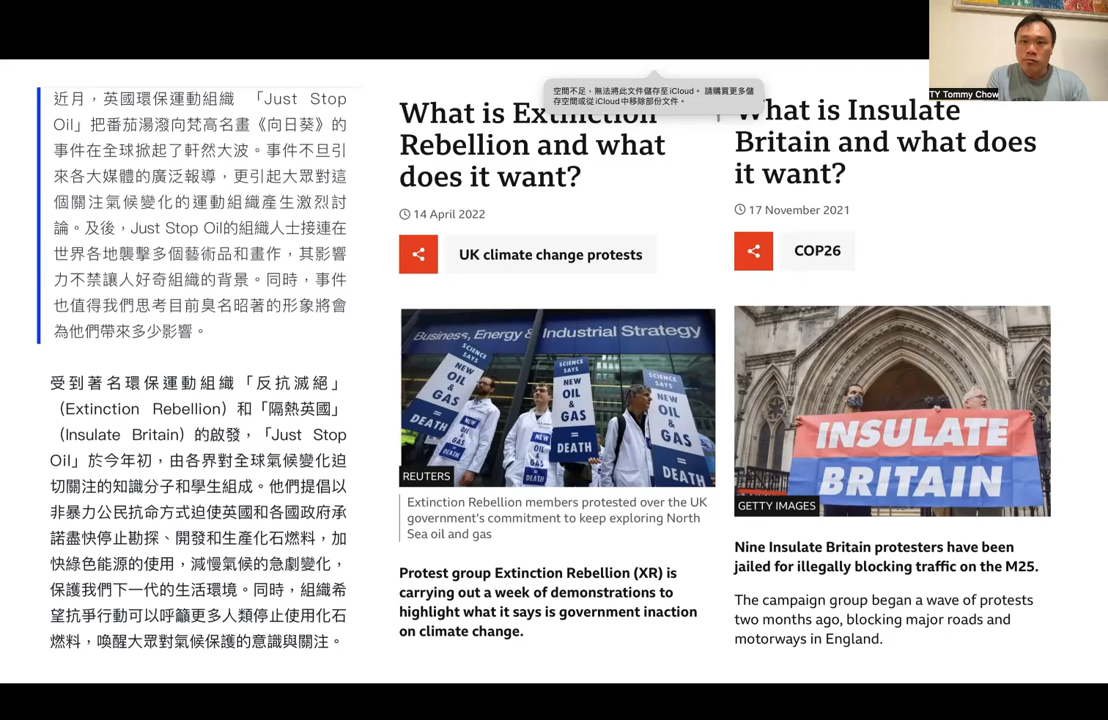 近月，英國環保運動組織 「Just Stop
Oil」把番茄湯潑向梵高名畫《向日葵》的
事件在全球掀起了軒然大波。事件不但引
來各大媒體的廣泛報導，更引起大眾對這
個關注氣候變化的運動組織產生激烈討
論。及後，Just Stop Oil的組織人士接連在
世界各地襲擊多個藝術品和畫作，其影響
力不禁讓人好奇組織的背景。同時，事件
也值得我們思考目前臭名昭著的形象將會
為他們帶來多少影響。
受到著名環保運動組織「反抗滅絕」
（Extinction Rebellion）和「隔熱英國」
（Insulate Britain）的啟發，「Just Stop
Oil」於今年初，由各界對全球氣候變化迫
切關注的知識分子和學生組成。他們提倡以
非暴力公民抗命方式迫使英國和各國政府承
諾盡快停止勘探、開發和生產化石燃料，加
快綠色能源的使用，減慢氣候的急劇變化，
保護我們下一代的生活環境。同時，組織希
望抗爭行動可以呼籲更多人類停止使用化石
燃料，喚醒大眾對氣候保護的意識與關注。
空間不足，無法將此文件儲存至 iCloud。請購買更多儲
存空間或從 iCloud 中移除部份文件。
What is Extinction
Rebellion and what
does it want?
14 April 2022
UK climate change protests
Business, Energy & Industrial Strategy
SCIENCE
SAYS
NEW
OIL
&
GAS
=
DEATH
SCIENCE
SAYS
NEW
OIL
&
GAS
=
DEATH
SCIENCE
SAYS
NEW
OIL
&
GAS
=
DEATH
NEW
OIL &
GAS
=
DEATH
REUTERS
Extinction Rebellion members protested over the UK
government's commitment to keep exploring North
Sea oil and gas
Protest group Extinction Rebellion (XR) is
carrying out a week of demonstrations to
highlight what it says is government inaction
on climate change.
What is Insulate
Britain and what does
it want?
17 November 2021
COP26
INSULATE
BRITAIN
GETTY IMAGES
Nine Insulate Britain protesters have been
jailed for illegally blocking traffic on the M25.
The campaign group began a wave of protests
two months ago, blocking major roads and
motorways in England.
TY Tommy Chow